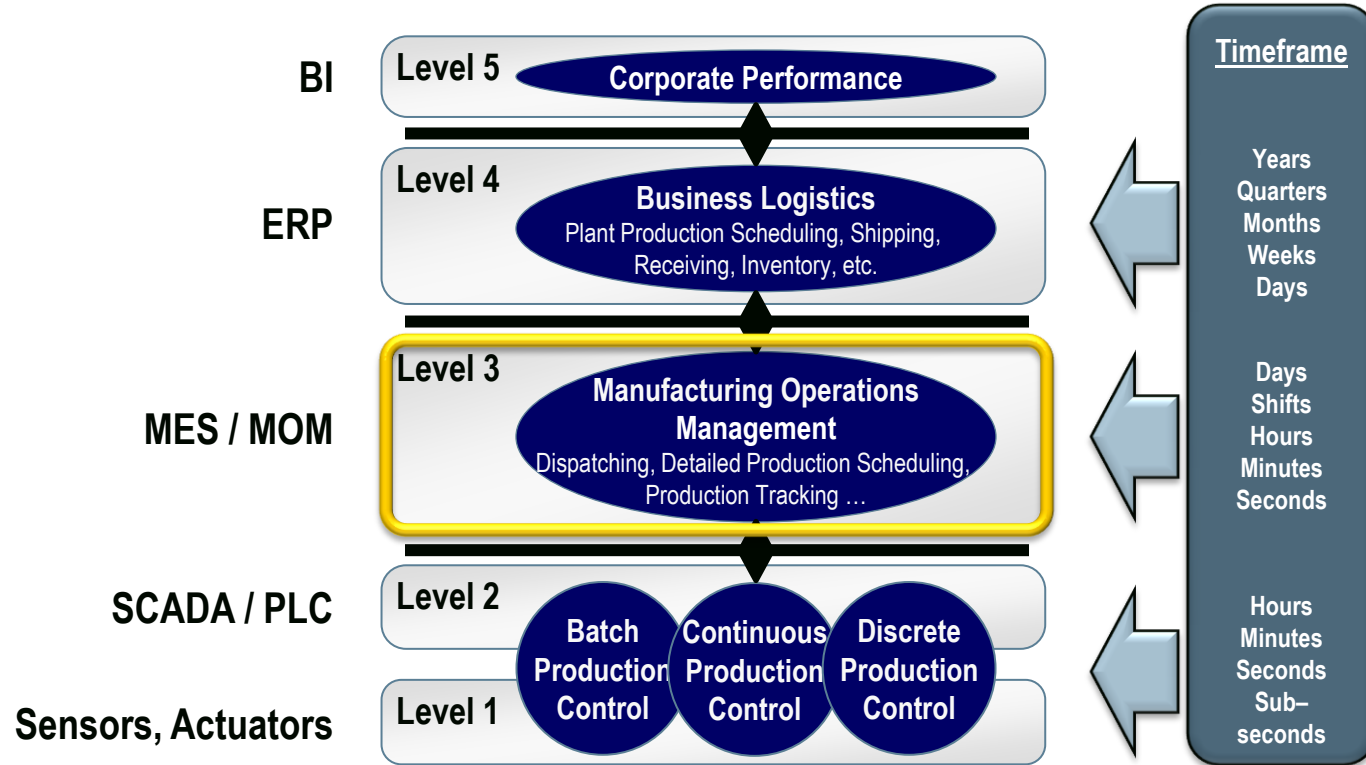 BI
Level 5
Corporate Performance
ERP
Level 4
Business Logistics
Plant Production Scheduling, Shipping,
Receiving, Inventory, etc.
MES / MOM
Level 3
Manufacturing Operations
Management
Dispatching, Detailed Production Scheduling,
Production Tracking …
SCADA / PLC
Level 2
Sensors, Actuators
Level 1
Batch
Production
Control
Continuous
Production
Control
Discrete
Production
Control
Timeframe
Years
Quarters
Months
Weeks
Days
Days
Shifts
Hours
Minutes
Seconds
Hours
Minutes
Seconds
Sub–
seconds